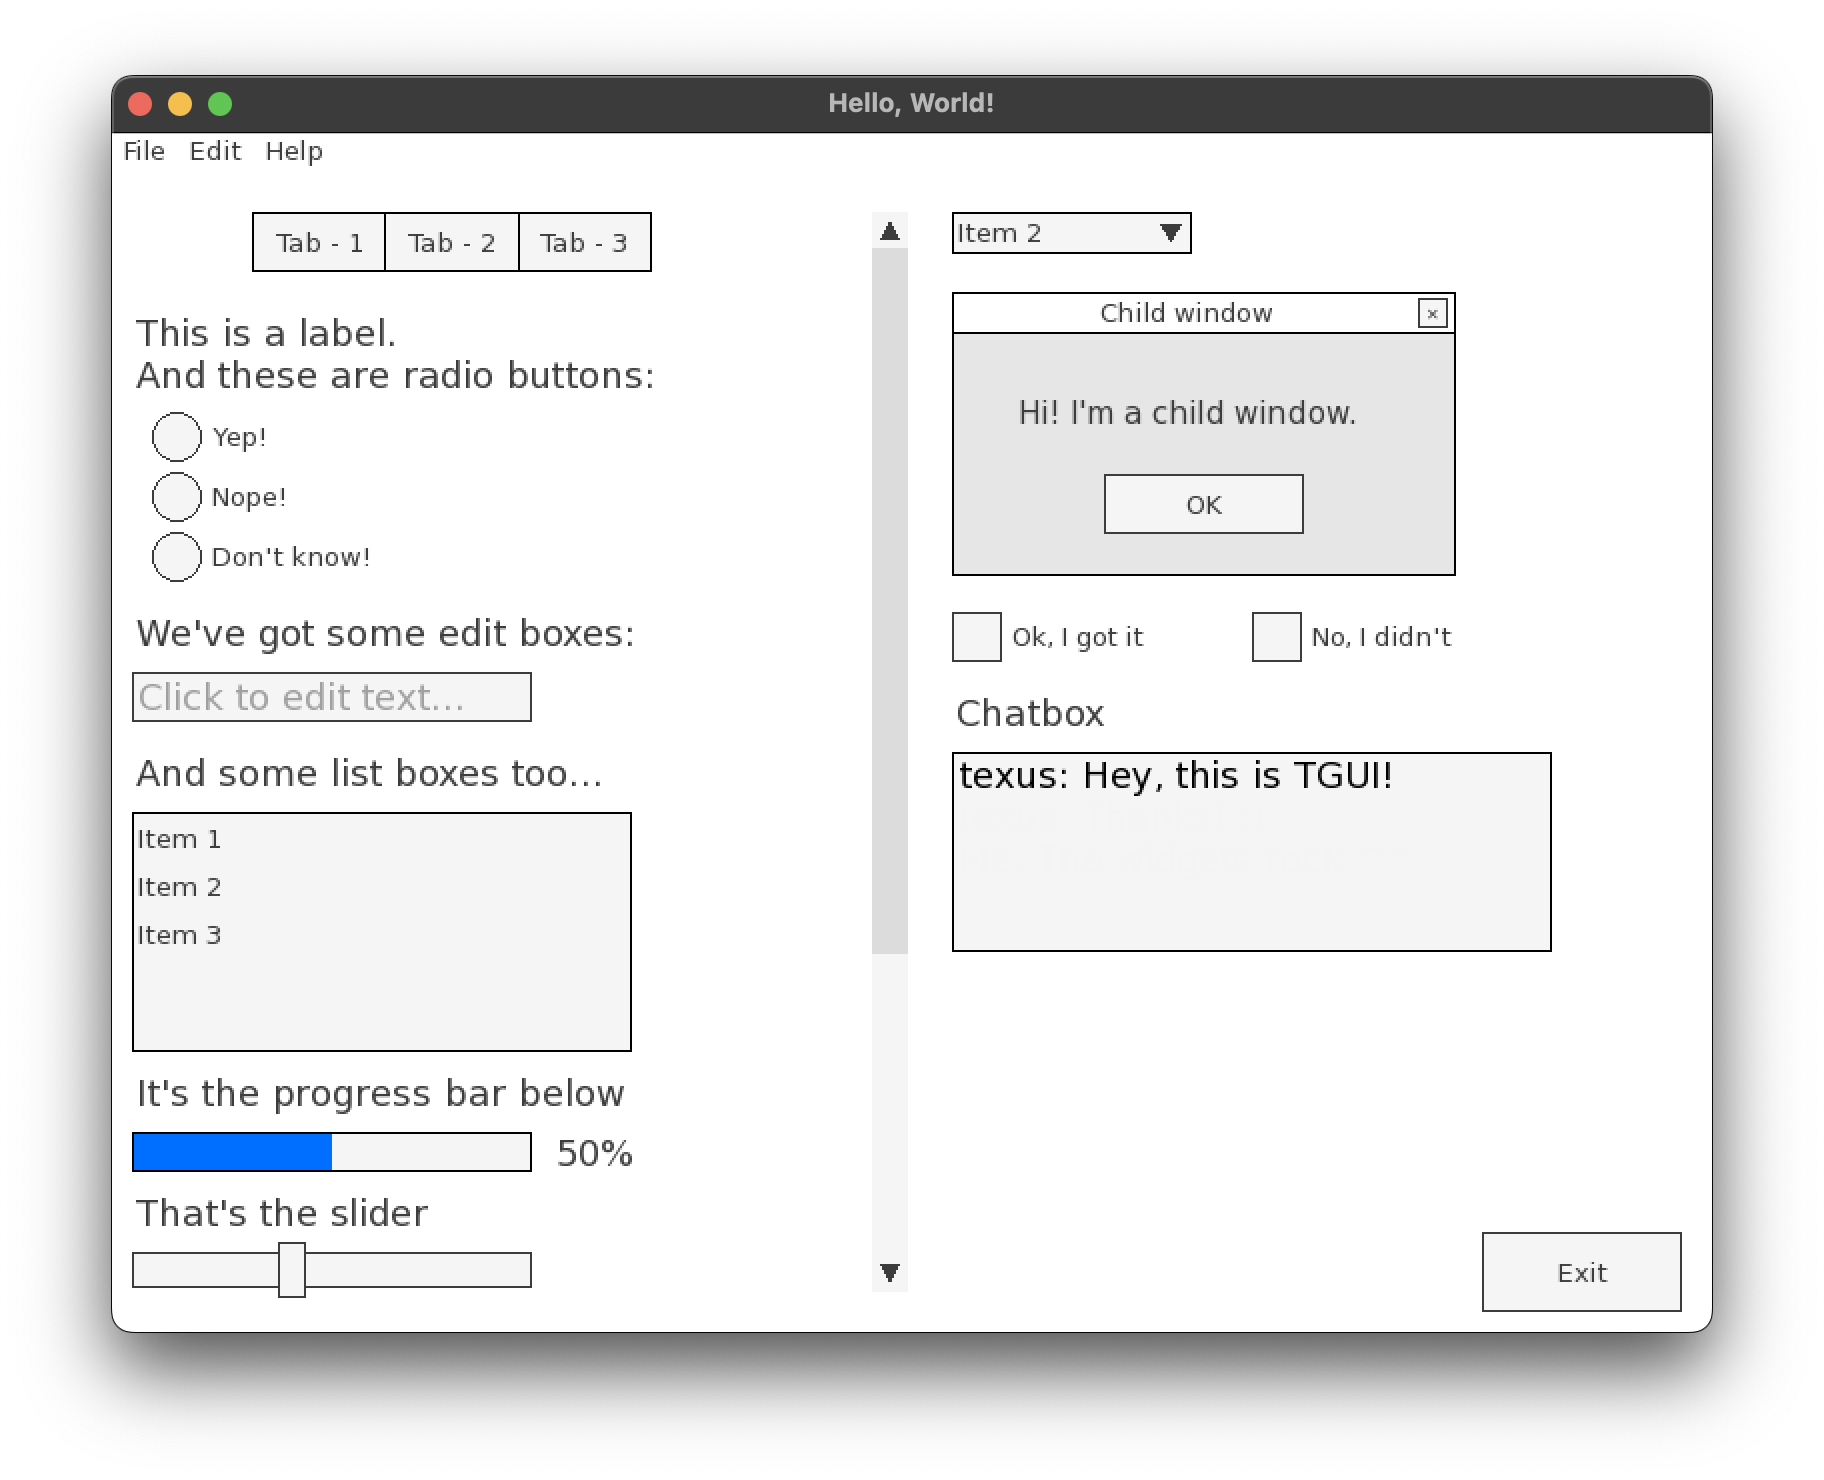 Hello, World!
File Edit Help
Tab - 1 Tab - 2 Tab - 3
This is a label.
And these are radio buttons:
Yep!
Nope!
Don't know!
We've got some edit boxes:
Click to edit text...
And some list boxes too...
Item 1
Item 2
Item 3
It's the progress bar below
50%
That's the slider
Item 2
Child window
Hi! I'm a child window.
OK
Ok, I got it
No, I didn't
Chatbox
texus: Hey, this is TGUI!
Exit